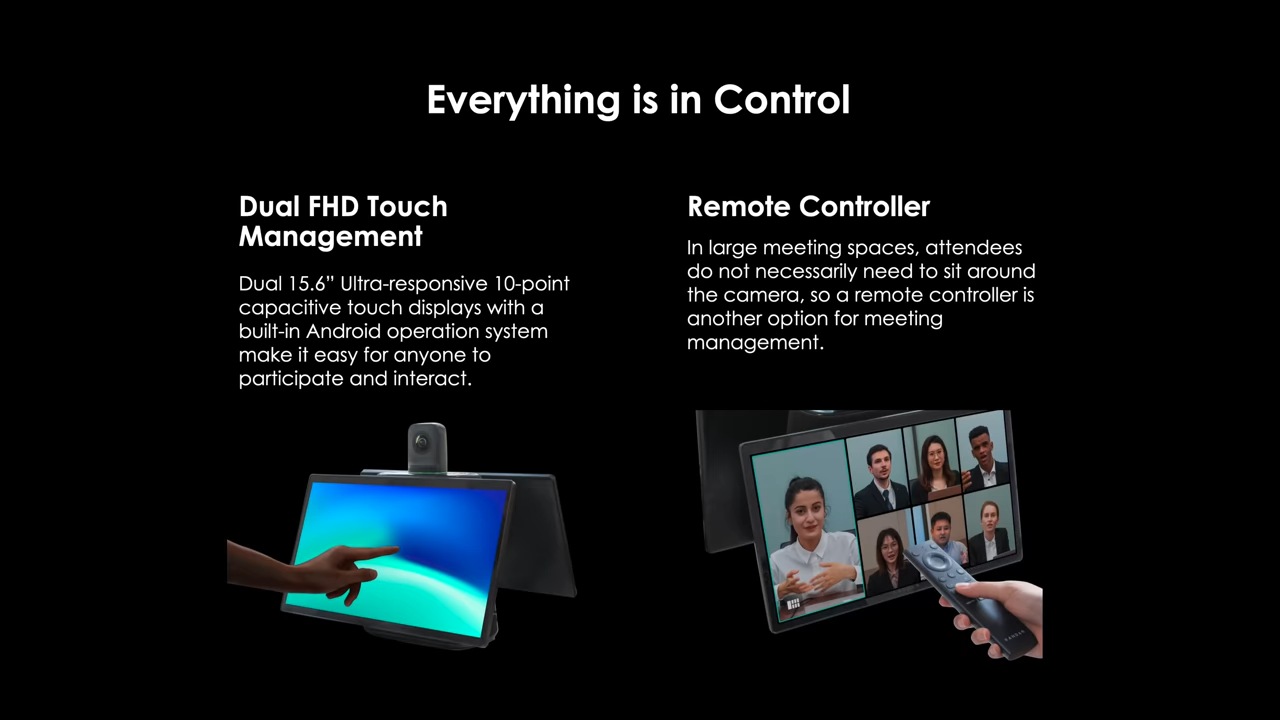 Everything is in Control
Dual FHD Touch
Management
Dual 15.6” Ultra-responsive 10-point
capacitive touch displays with a
built-in Android operation system
make it easy for anyone to
participate and interact.
Remote Controller
In large meeting spaces, attendees
do not necessarily need to sit around
the camera, so a remote controller is
another option for meeting
management.